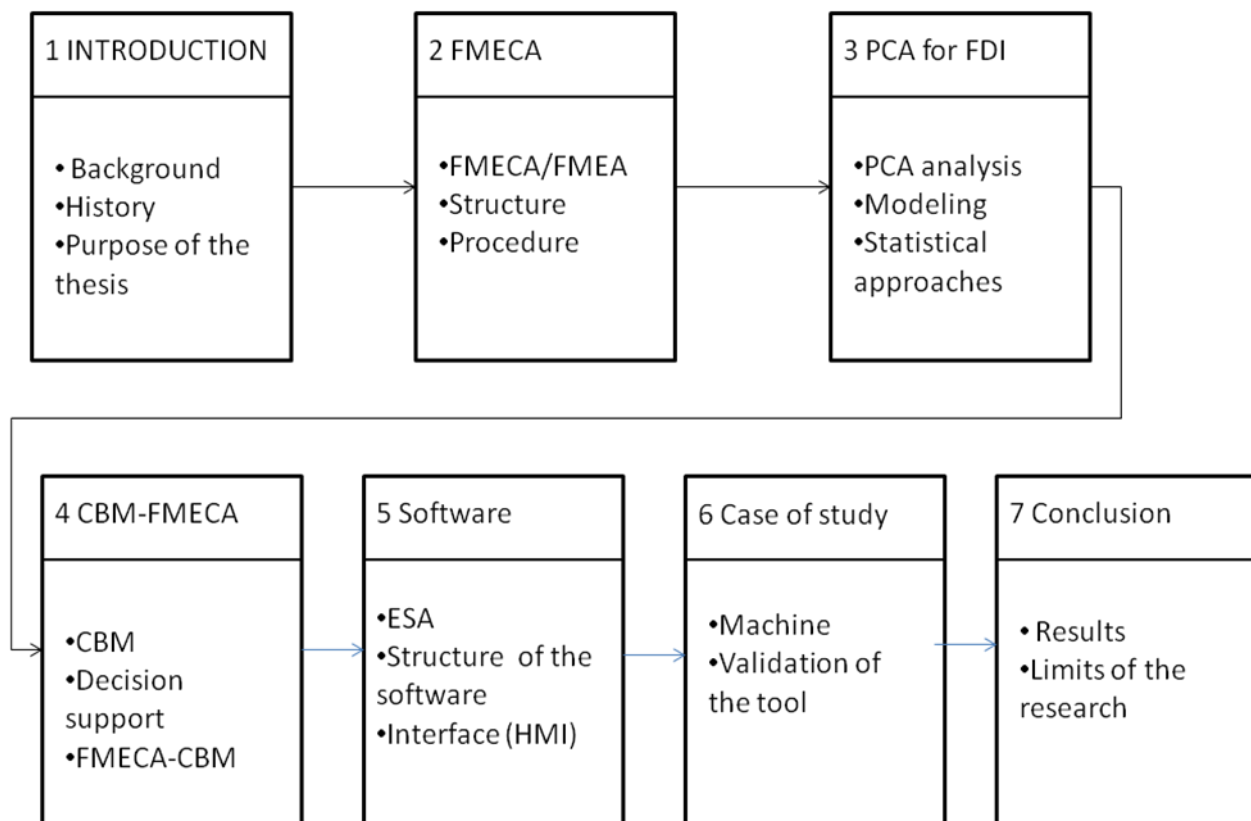 1 INTRODUCTION
• Background
• History
•Purpose of the
thesis
2 FMECA
•FMECA/FMEA
•Structure
•Procedure
3 PCA for FDI
•PCA analysis
•Modeling
•Statistical
approaches
4 CBM-FMECA
•CBM
•Decision
support
•FMECA-CBM
5 Software
•ESA
•Structure of the
software
•Interface (HMI)
6 Case of study
•Machine
•Validation of
the tool
7 Conclusion
• Results
•Limits of the
research